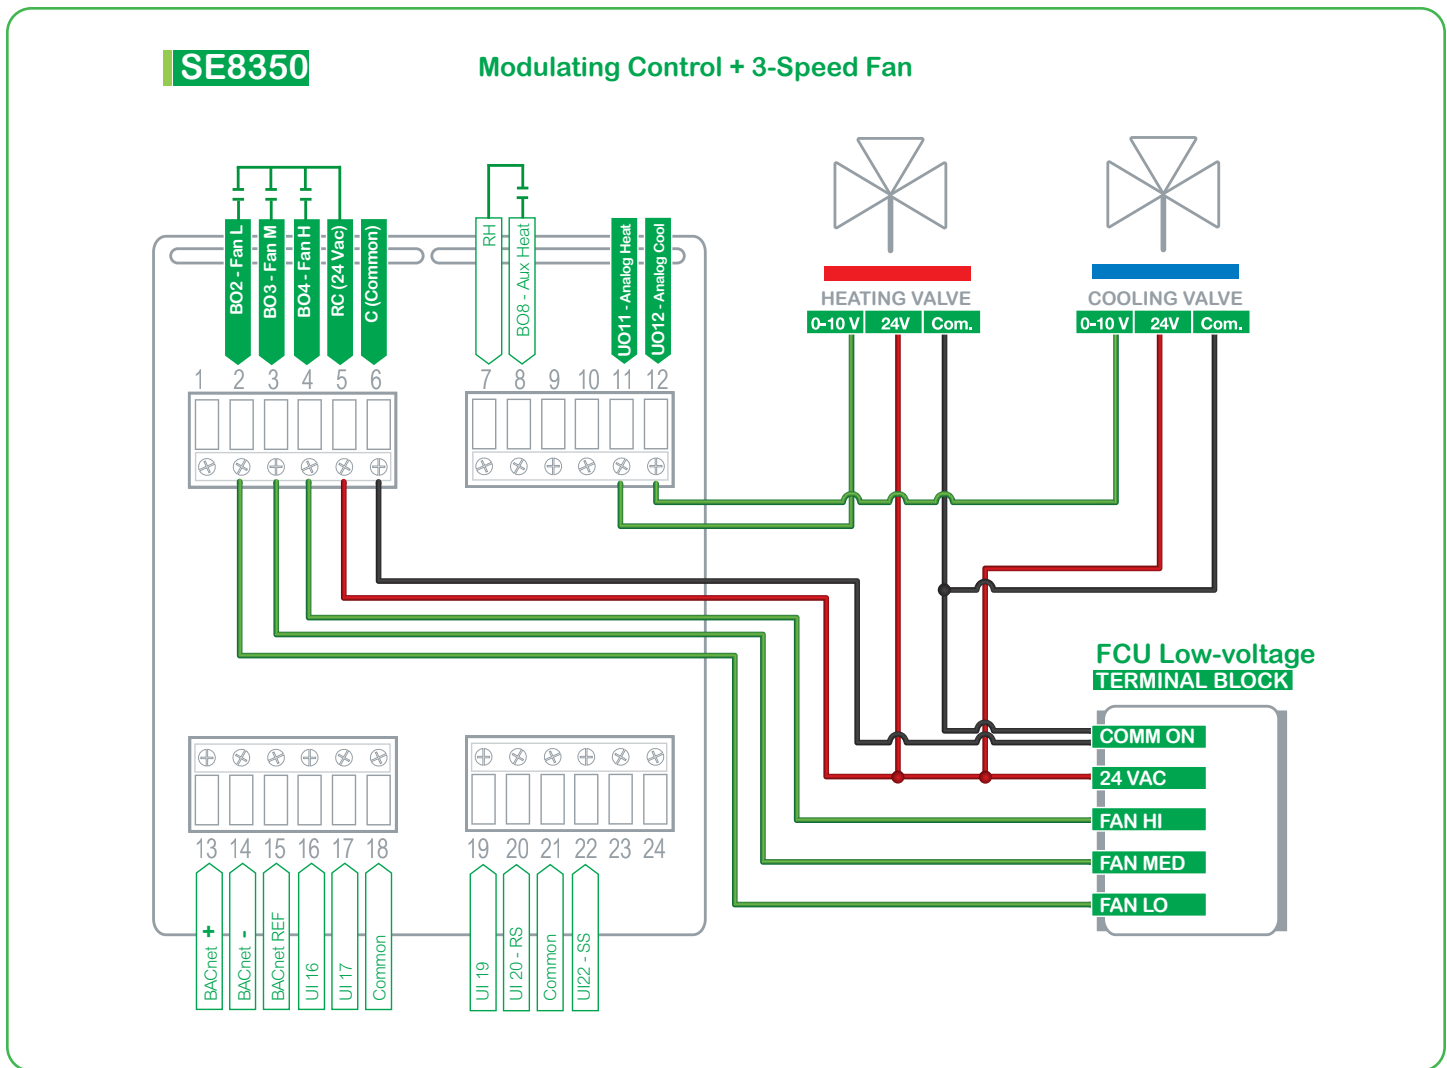 SE8350
Modulating Control + 3-Speed Fan
BO2 - Fan L
BO3 - Fan M
BO4 - Fan H
RC (24 Vac)
C (Common)
RH
BO8 - Aux Heat
UO11 - Analog Heat
UO12 - Analog Cool
HEATING VALVE
0-10 V 24V Com.
COOLING VALVE
0-10 V 24V Com.
1 2 3 4 5 6
7 8 9 10 11 12
FCU Low-voltage
TERMINAL BLOCK
COMM ON
24 VAC
FAN HI
FAN MED
FAN LO
13 14 15 16 17 18
19 20 21 22 23 24
BACnet +
BACnet -
BACnet REF
UI 16
UI 17
Common
UI 19
UI 20 - RS
Common
UI22 - SS